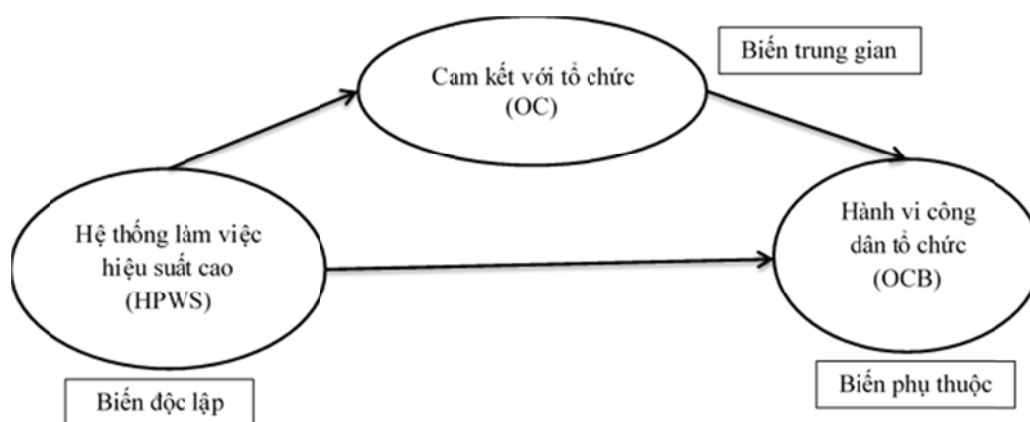 Cam kết với tổ chức
(OC)
Biến trung gian
Hệ thống làm việc
hiệu suất cao
(HPWS)
Hành vi công
dân tổ chức
(OCB)
Biến độc lập
Biến phụ thuộc